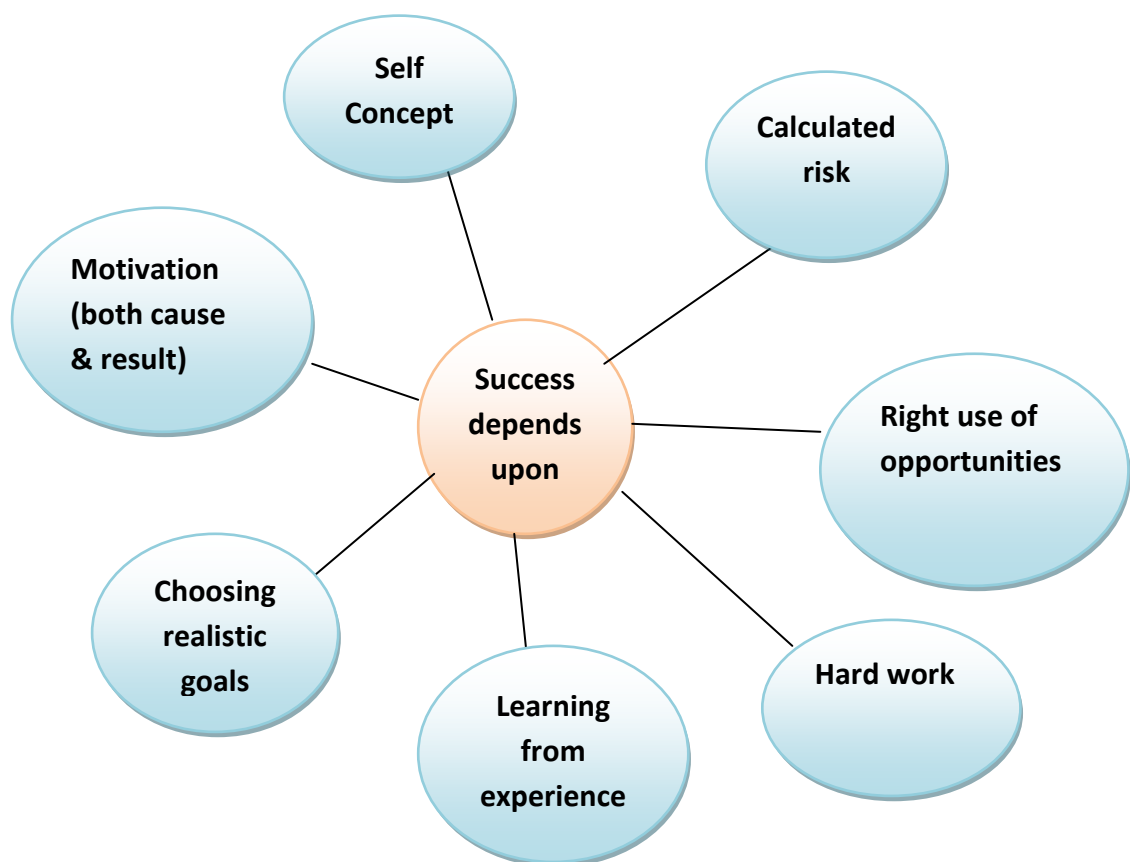 Self
Concept
Calculated
risk
Motivation
(both cause
& result)
Success
depends
upon
Right use of
opportunities
Choosing
realistic
goals
Hard work
Learning
from
experience